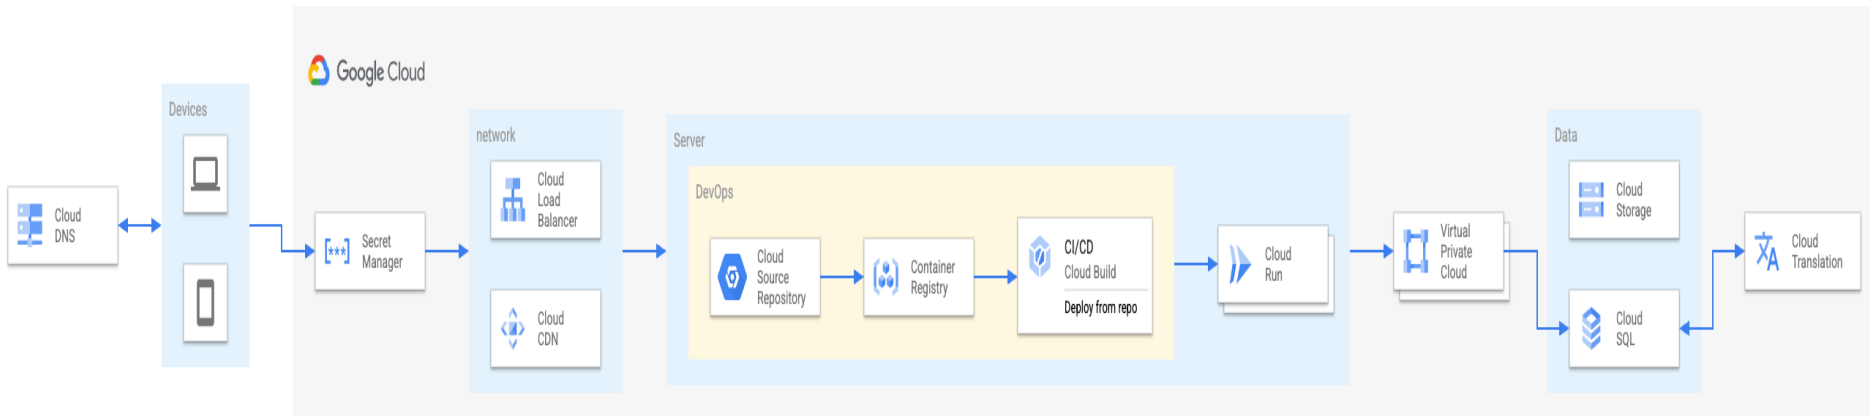 Google Cloud
Devices
Cloud
DNS
Secret
Manager
network
Cloud
Load
Balancer
Cloud
CDN
Server
DevOps
Cloud
Source
Repository
Container
Registry
CI/CD
Cloud Build
Deploy from repo
Cloud
Run
Virtual
Private
Cloud
Data
Cloud
Storage
Cloud
SQL
Cloud
Translation